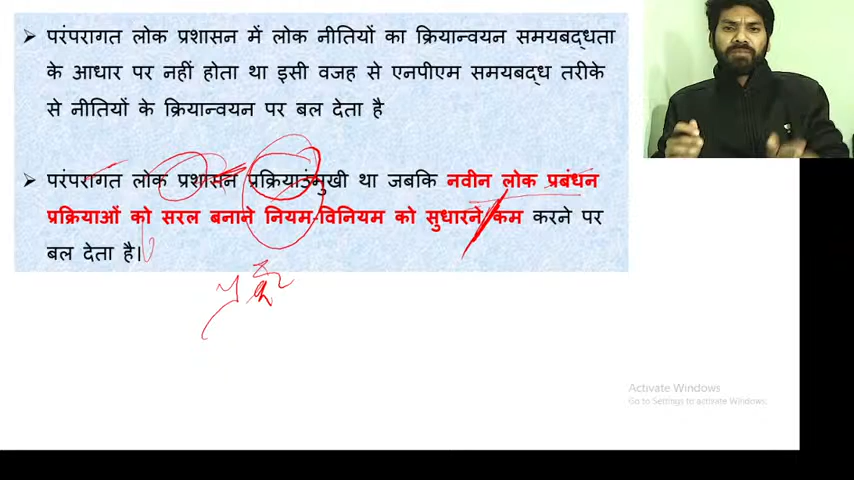 परंपरागत लोक प्रशासन में लोक नीतियों का क्रियान्वयन समयबद्धता
के आधार पर नहीं होता था इसी वजह से एनपीएम समयबद्ध तरीके
से नीतियों के क्रियान्वयन पर बल देता है
परंपरागत लोक प्रशासन प्रक्रियाउंमुखी था जबकि नवीन लोक प्रबंधन
प्रक्रियाओं को सरल बनाने नियम-विनियम को सुधारने कम करने पर
बल देता है।
Activate Windows
Go to Settings to activate Windows.